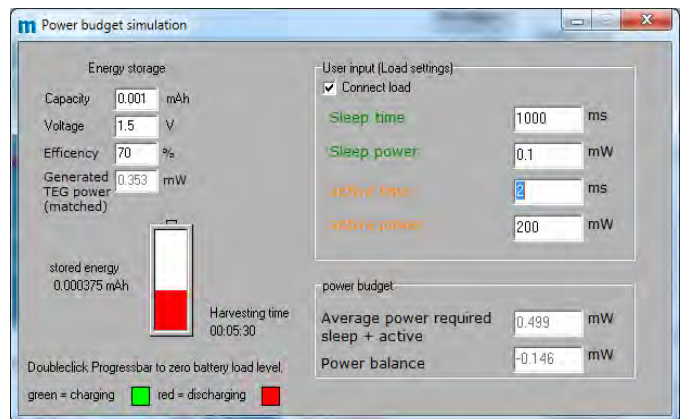 m Power budget simulation
Energy storage
Capacity 0.001 mAh
Voltage 1.5 V
Efficency 70 %
Generated 0.353 mW
TEG power
(matched)
stored energy
0.000375 mAh
Harvesting time
00:05:30
Doubleclick Progressbar to zero battery load level.
green = charging red = discharging
User input (Load settings)
Connect load
Sleep time 1000 ms
Sleep power 0.1 mW
Active time 2 ms
Active power 200 mW
power budget
Average power required 0.499 mW
sleep + active
Power balance -0.146 mW